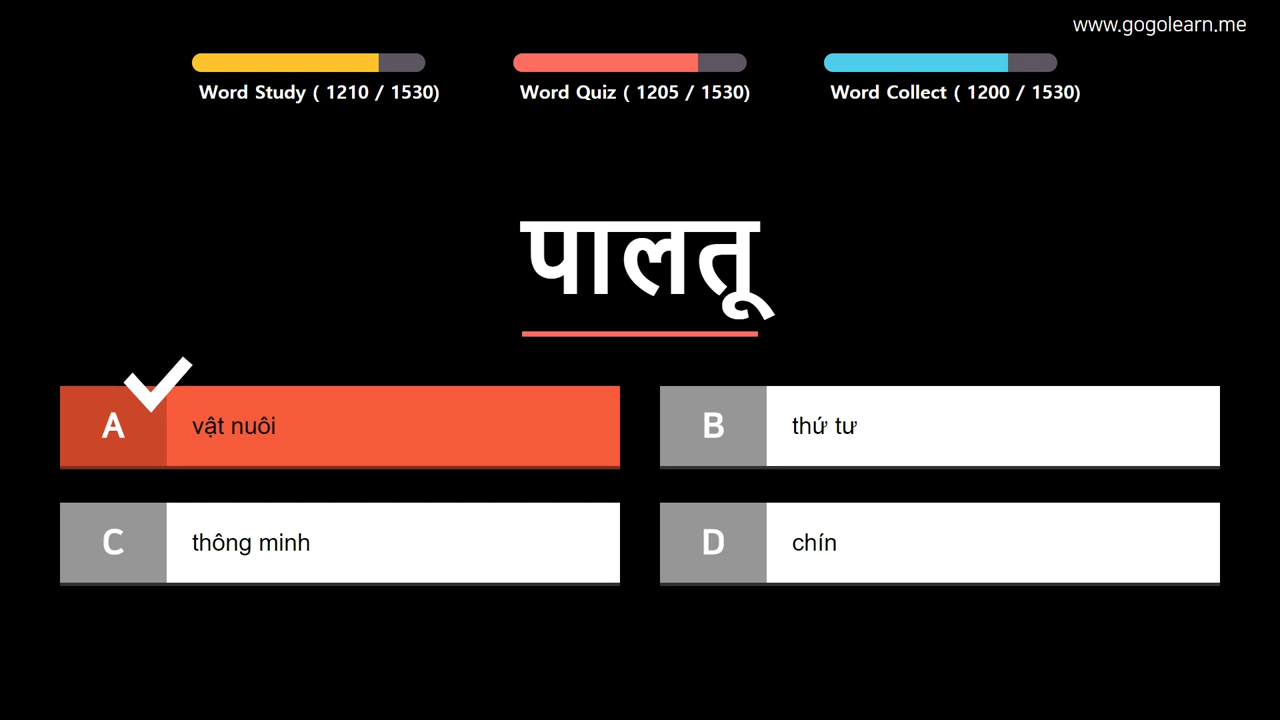 www.gogolearn.me
Word Study ( 1210 / 1530)
Word Quiz ( 1205 / 1530)
Word Collect ( 1200 / 1530)
पालतू
A vật nuôi
B thứ tư
C thông minh
D chín